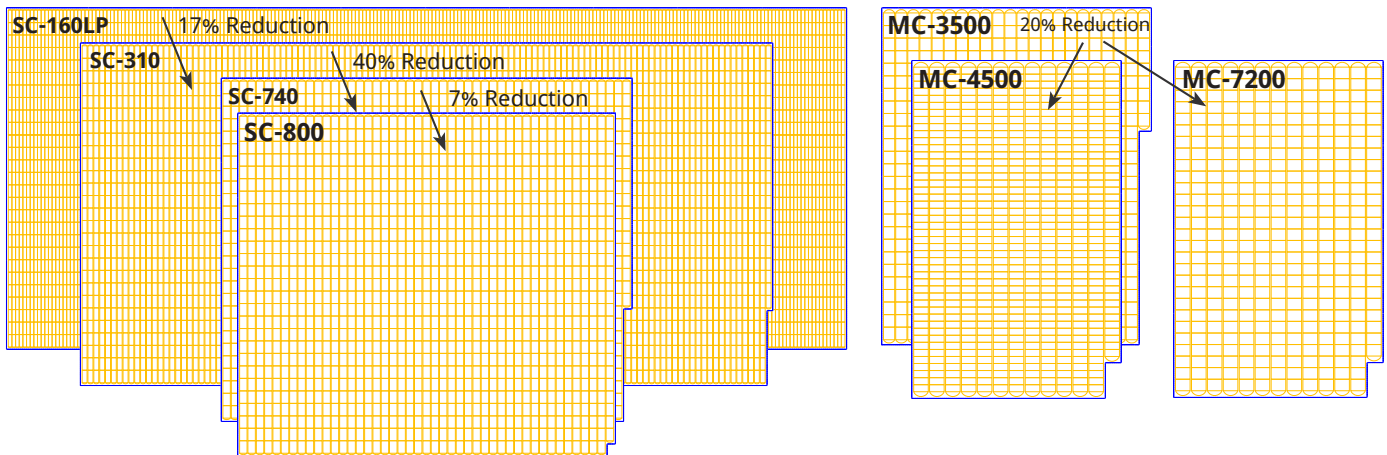 SC-160LP
17% Reduction
SC-310
40% Reduction
SC-740
7% Reduction
SC-800
MC-3500
20% Reduction
MC-4500
MC-7200